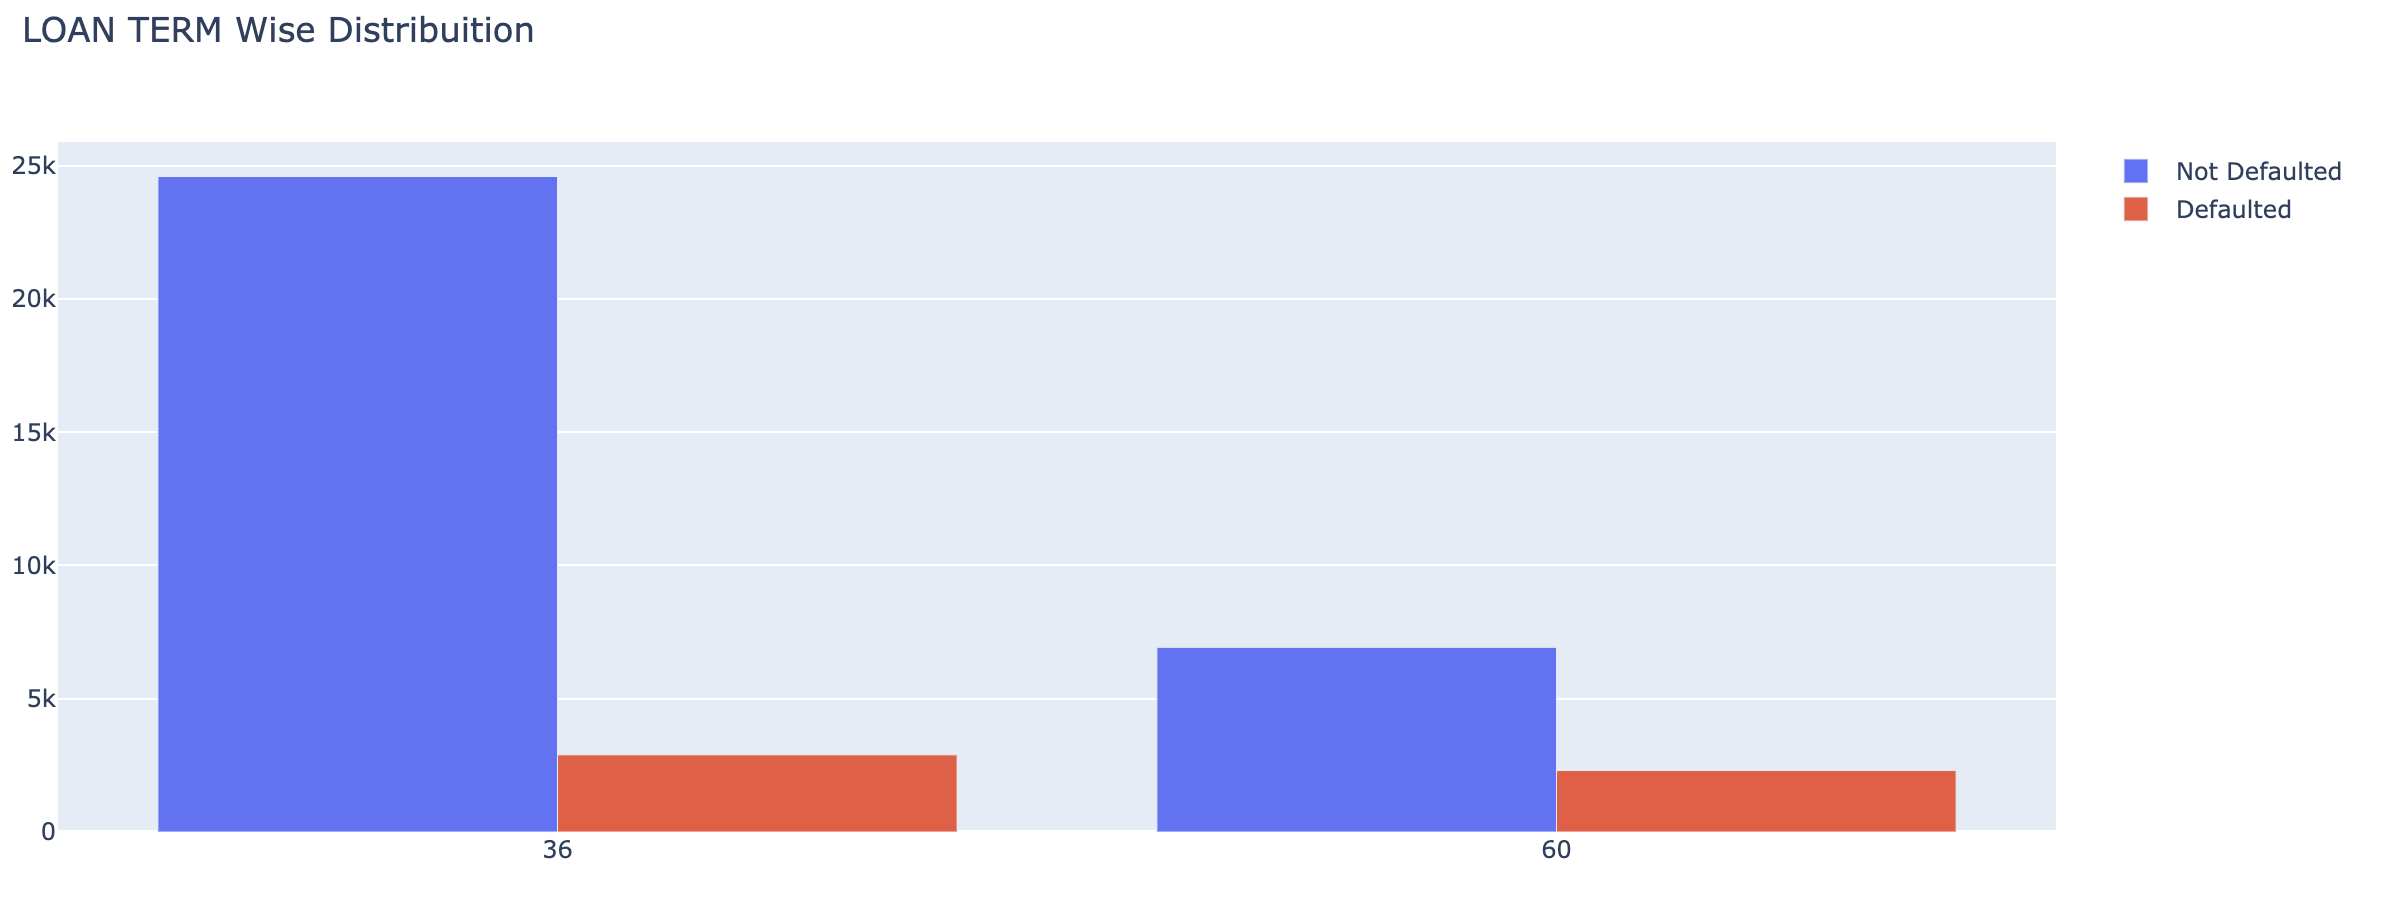 LOAN TERM Wise Distribuition
25k
20k
15k
10k
5k
0
36
60
Not Defaulted
Defaulted